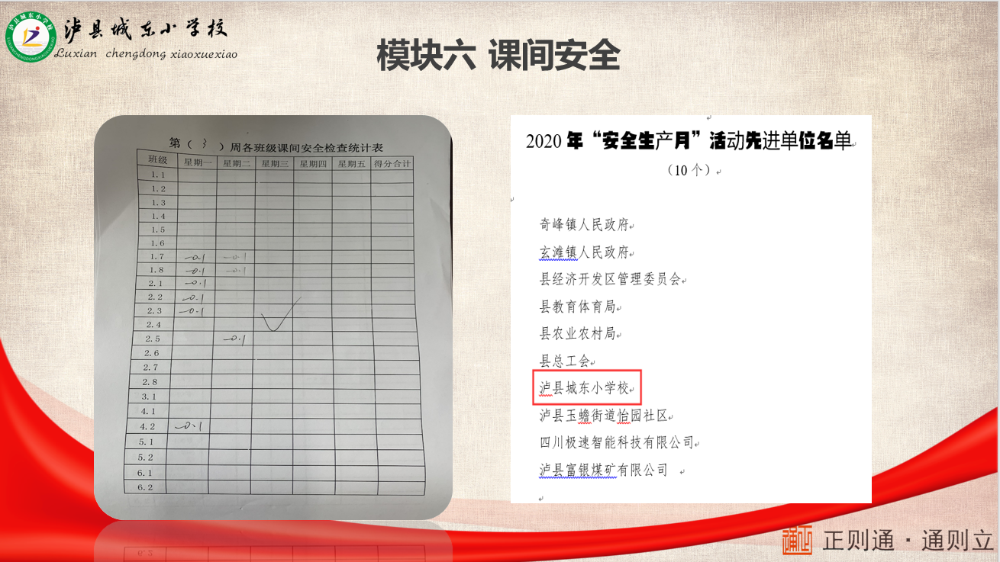 泸县城东小学校
Luxian chengdong xiaoxuexiao
模块六 课间安全
第（ 3 ）周各班级课间安全检查统计表
班级 星期一 星期二 星期三 星期四 星期五 得分合计
1.1
1.2
1.3
1.4
1.5
1.6
1.7 -0.1 -0.1
1.8 -0.1 -0.1
2.1 -0.1
2.2 -0.1
2.3 -0.1
2.4
2.5 -0.1
2.6
2.7
2.8
3.1
4.1
4.2 -0.1
5.1
5.2
6.1
6.2
2020 年“安全生产月”活动先进单位名单
（10 个）
奇峰镇人民政府
玄滩镇人民政府
县经济开发区管理委员会
县教育体育局
县农业农村局
县总工会
泸县城东小学校
泸县玉蟾街道怡园社区
四川极速智能科技有限公司
泸县富银煤矿有限公司
正则通·通则立